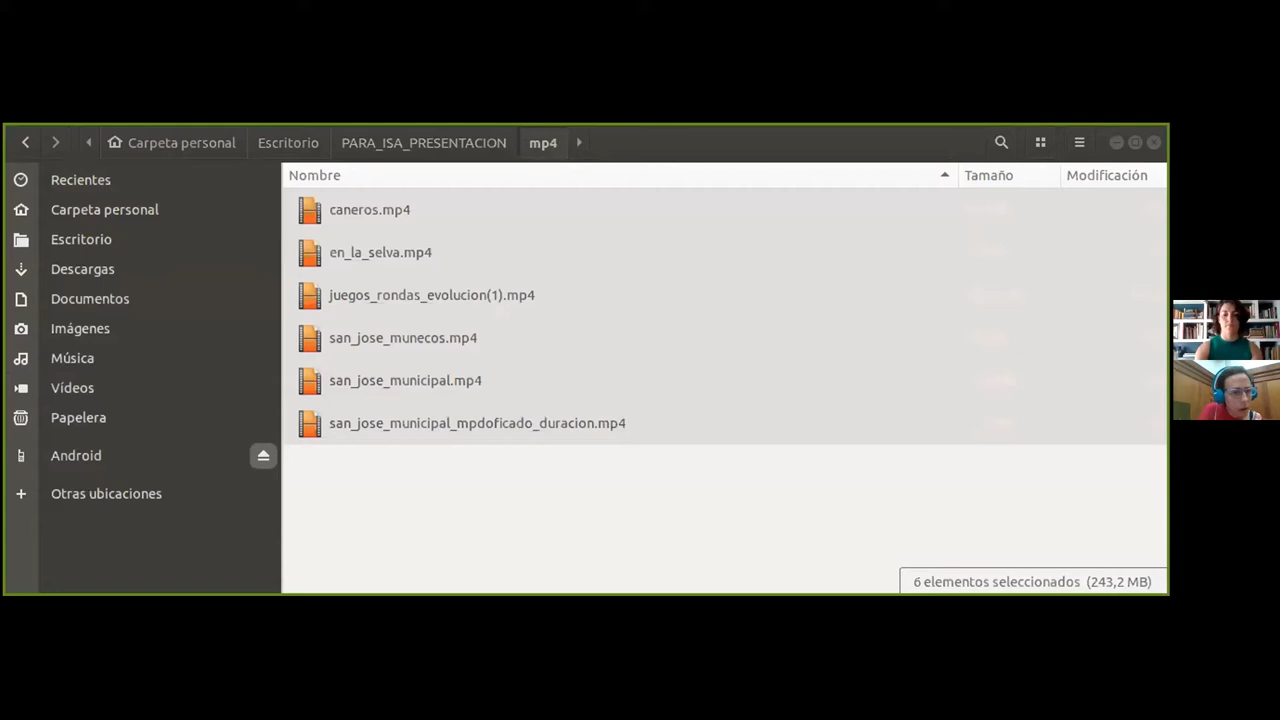 Carpeta personal Escritorio PARA_ISA_PRESENTACION mp4
Recientes
Carpeta personal
Escritorio
Descargas
Documentos
Imágenes
Música
Vídeos
Papelera
Android
Otras ubicaciones
Nombre Tamaño Modificación
caneros.mp4
en_la_selva.mp4
juegos_rondas_evolucion(1).mp4
san_jose_munecos.mp4
san_jose_municipal.mp4
san_jose_municipal_mpdoficado_duracion.mp4
6 elementos seleccionados (243,2 MB)